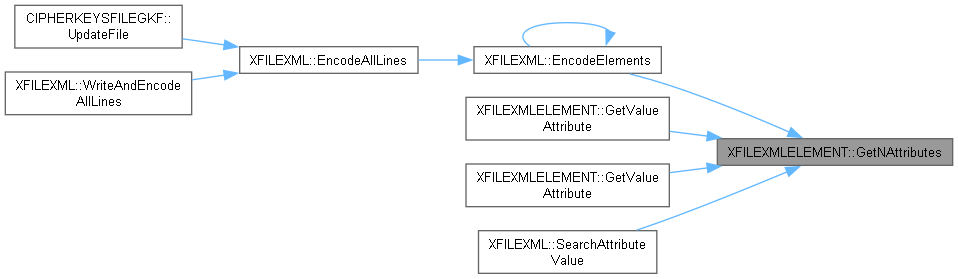 CIPHERKEYSFILEGKF::
UpdateFile
XFILEXML::WriteAndEncode
AllLines
XFILEXML::EncodeAllLines
XFILEXML::EncodeElements
XFILEXMLELEMENT::GetValue
Attribute
XFILEXMLELEMENT::GetValue
Attribute
XFILEXML::SearchAttribute
Value
XFILEXMLELEMENT::GetNAttributes